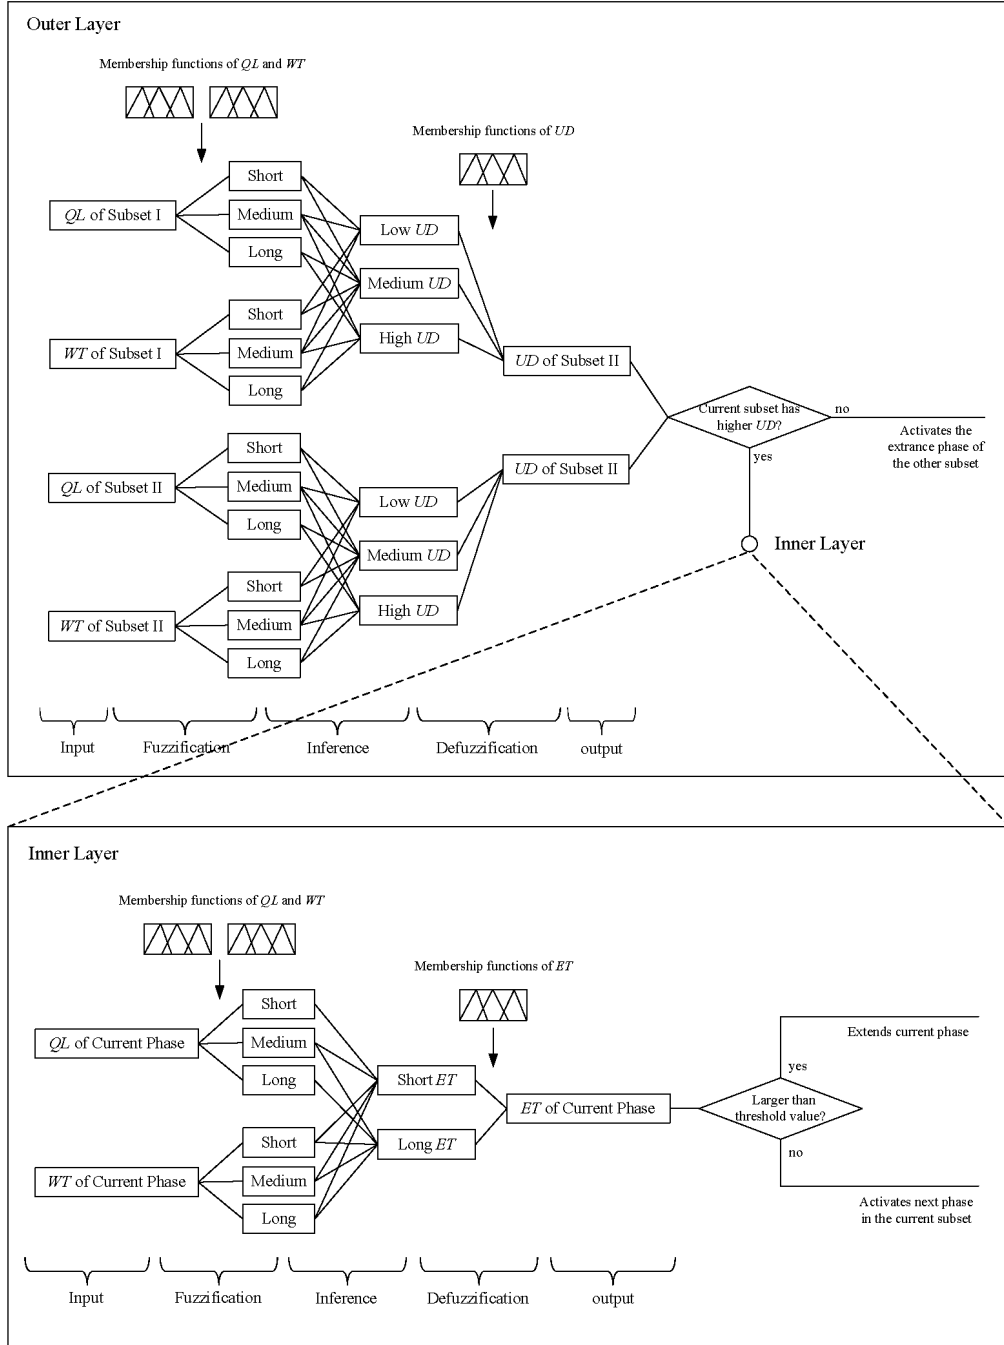 Outer Layer
Membership functions of QL and WT
Membership functions of UD
Short
QL of Subset I
Medium
Long
Low UD
Medium UD
High UD
Short
WT of Subset I
Medium
Long
UD of Subset II
Current subset has
higher UD?
no
Activates the
extrance phase of
the other subset
yes
Short
QL of Subset II
Medium
Long
Low UD
Medium UD
High UD
UD of Subset II
Inner Layer
Short
WT of Subset II
Medium
Long
Input
Fuzzification
Inference
Defuzzification
output
Inner Layer
Membership functions of QL and WT
Membership functions of ET
Short
QL of Current Phase
Medium
Long
Short ET
Long ET
Short
WT of Current Phase
Medium
Long
ET of Current Phase
Extends current phase
yes
Larger than
threshold value?
no
Activates next phase
in the current subset
Input
Fuzzification
Inference
Defuzzification
output